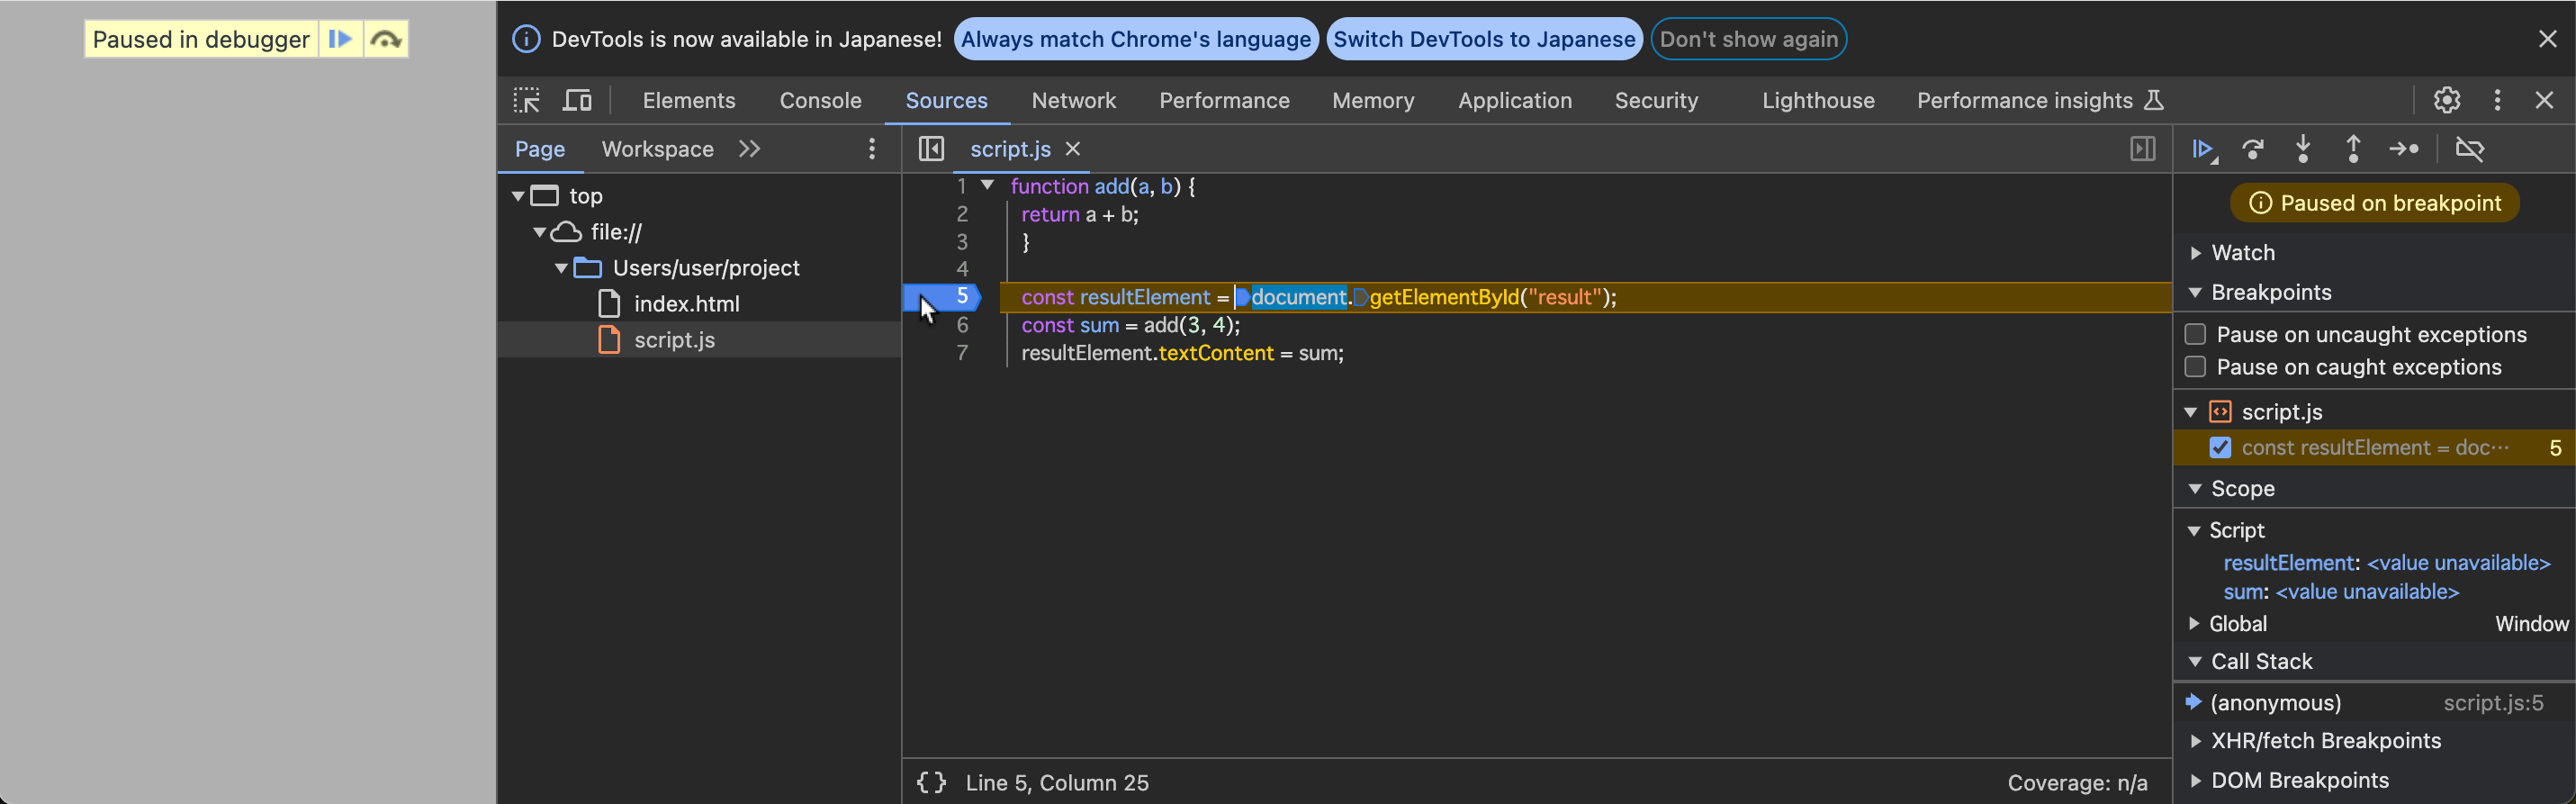 Paused in debugger
DevTools is now available in Japanese! Always match Chrome's language Switch DevTools to Japanese Don't show again
Elements Console Sources Network Performance Memory Application Security Lighthouse Performance insights
Page Workspace
script.js
top
file://
Users/user/project
index.html
script.js
1 function add(a, b) {
2 return a + b;
3 }
4
5 const resultElement = document.getElementById("result");
6 const sum = add(3, 4);
7 resultElement.textContent = sum;
{} Line 5, Column 25
Coverage: n/a
Paused on breakpoint
Watch
Breakpoints
Pause on uncaught exceptions
Pause on caught exceptions
script.js
const resultElement = doc… 5
Scope
Script
resultElement: <value unavailable>
sum: <value unavailable>
Global Window
Call Stack
(anonymous) script.js:5
XHR/fetch Breakpoints
DOM Breakpoints